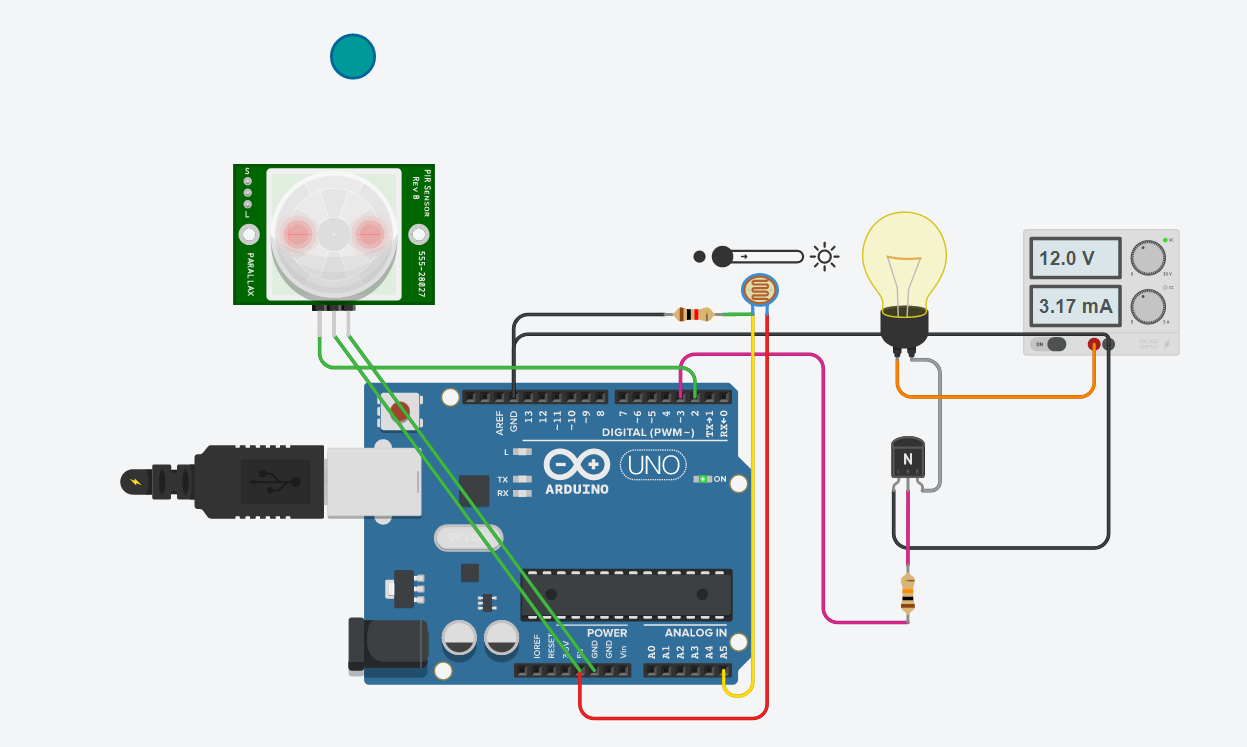 S
L
PIR SENSOR
REV B
PARALLAX
555-28027
12.0 V
3.17 mA
ON
N
AREF
GND
13
12
~11
~10
~9
8
7
~6
~5
4
~3
2
TX→1
RX←0
DIGITAL (PWM~)
L
TX
RX
UNO
ARDUINO
ON
POWER
ANALOG IN
IOREF
RESET
3.3V
5V
GND
GND
Vin
A0
A1
A2
A3
A4
A5